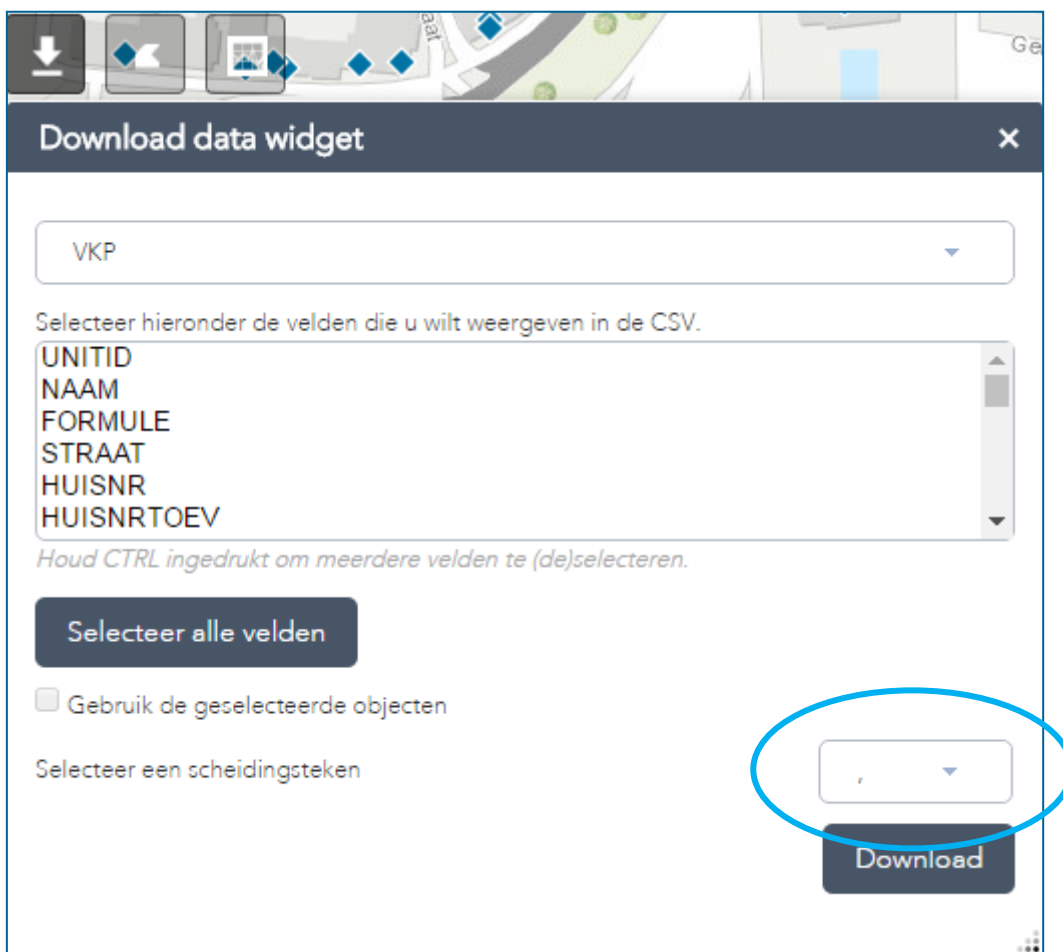 aat
Ge
Download data widget
VKP
Selecteer hieronder de velden die u wilt weergeven in de CSV.
UNITID
NAAM
FORMULE
STRAAT
HUISNR
HUISNRTOEV
Houd CTRL ingedrukt om meerdere velden te (de)selecteren.
Selecteer alle velden
Gebruik de geselecteerde objecten
Selecteer een scheidingsteken ,
Download